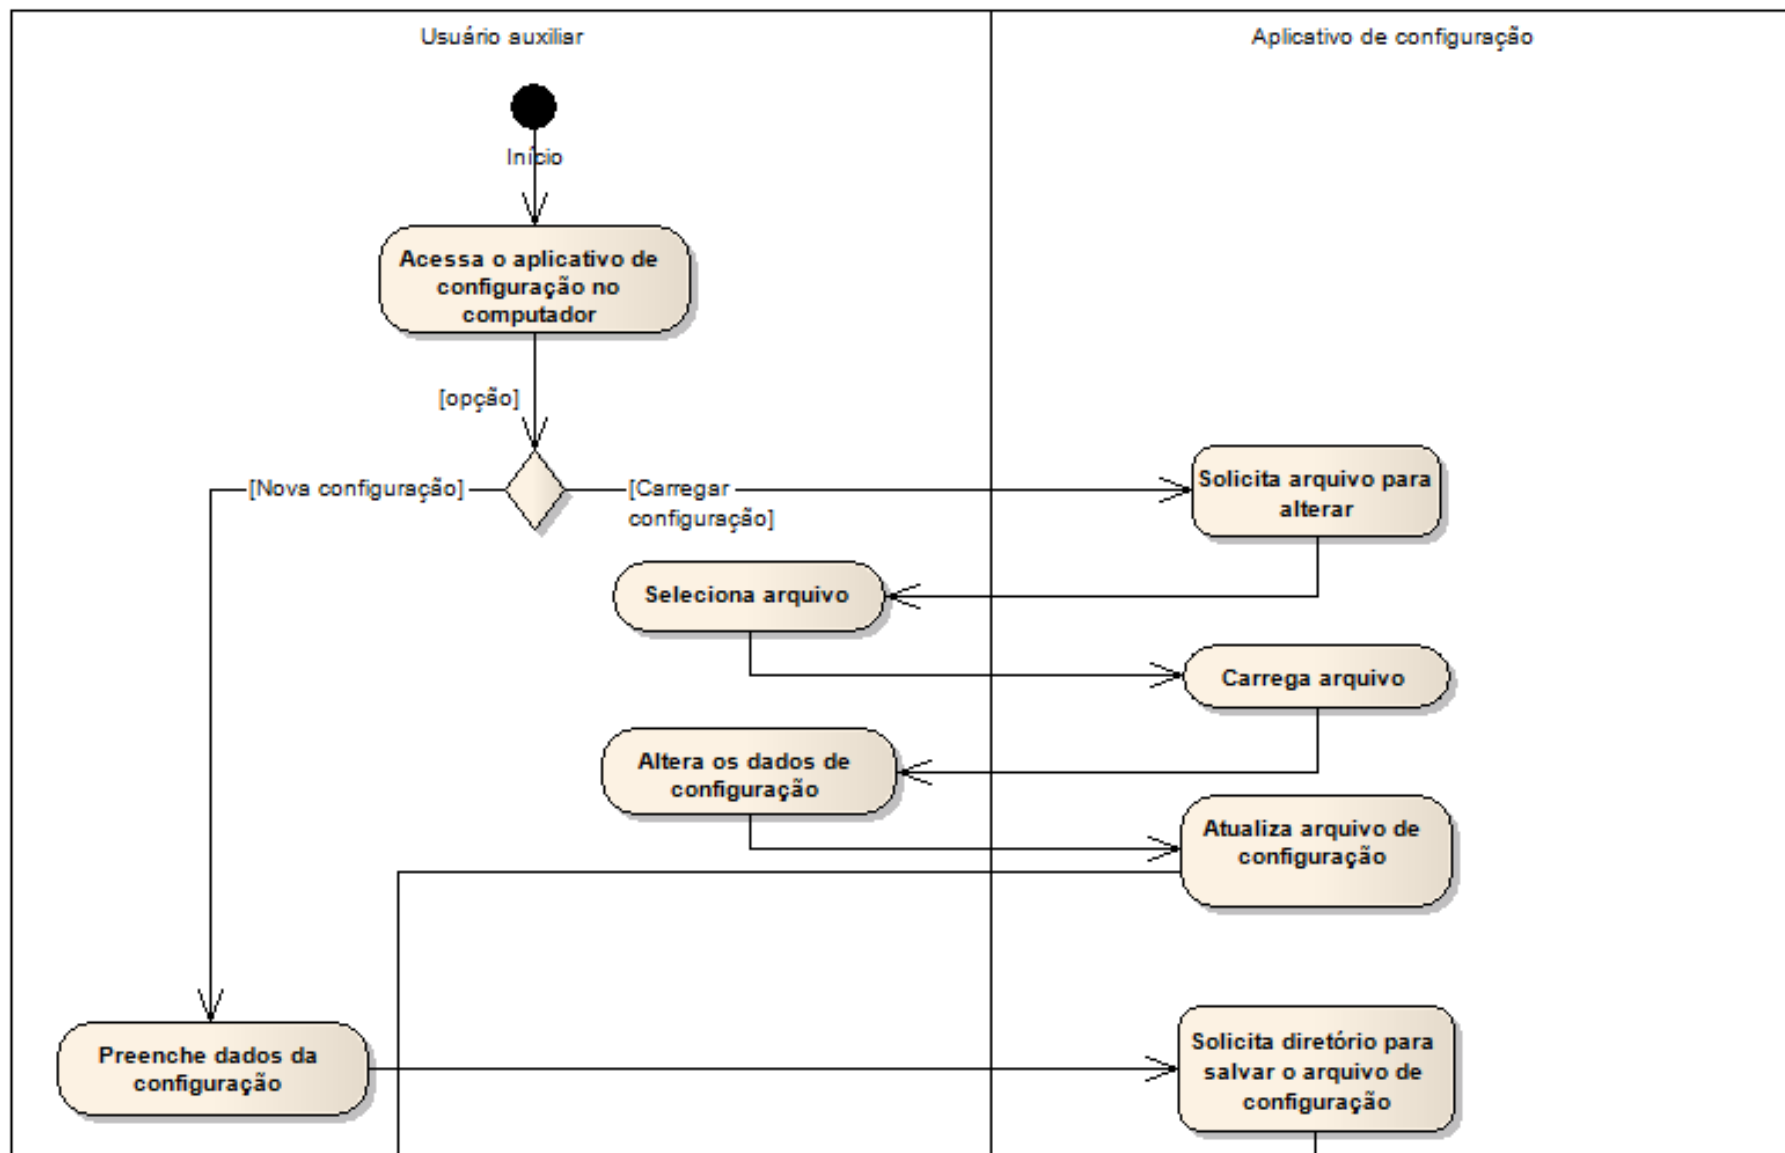 Usuário auxiliar
Aplicativo de configuração
Início
Acessa o aplicativo de
configuração no
computador
[opção]
[Nova configuração]
[Carregar
configuração]
Solicita arquivo para
alterar
Seleciona arquivo
Carrega arquivo
Altera os dados de
configuração
Atualiza arquivo de
configuração
Preenche dados da
configuração
Solicita diretório para
salvar o arquivo de
configuração